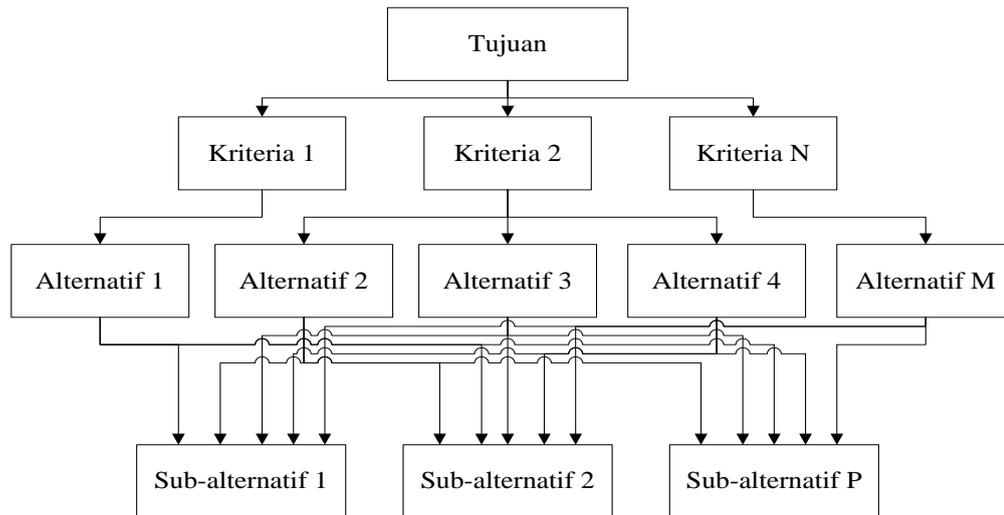 Tujuan
Kriteria 1
Kriteria 2
Kriteria N
Alternatif 1
Alternatif 2
Alternatif 3
Alternatif 4
Alternatif M
Sub-alternatif 1
Sub-alternatif 2
Sub-alternatif P